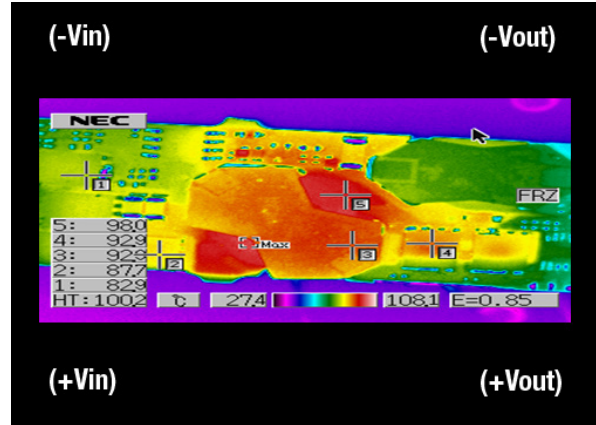 (-Vin)
(-Vout)
NEC
1
5
FRZ
5: 98.0
4: 92.9
3: 92.9
2: 87.7
1: 82.9
Max
3
4
2
HT:100.2 °C 27.4 108.1 E=0.85
(+Vin)
(+Vout)